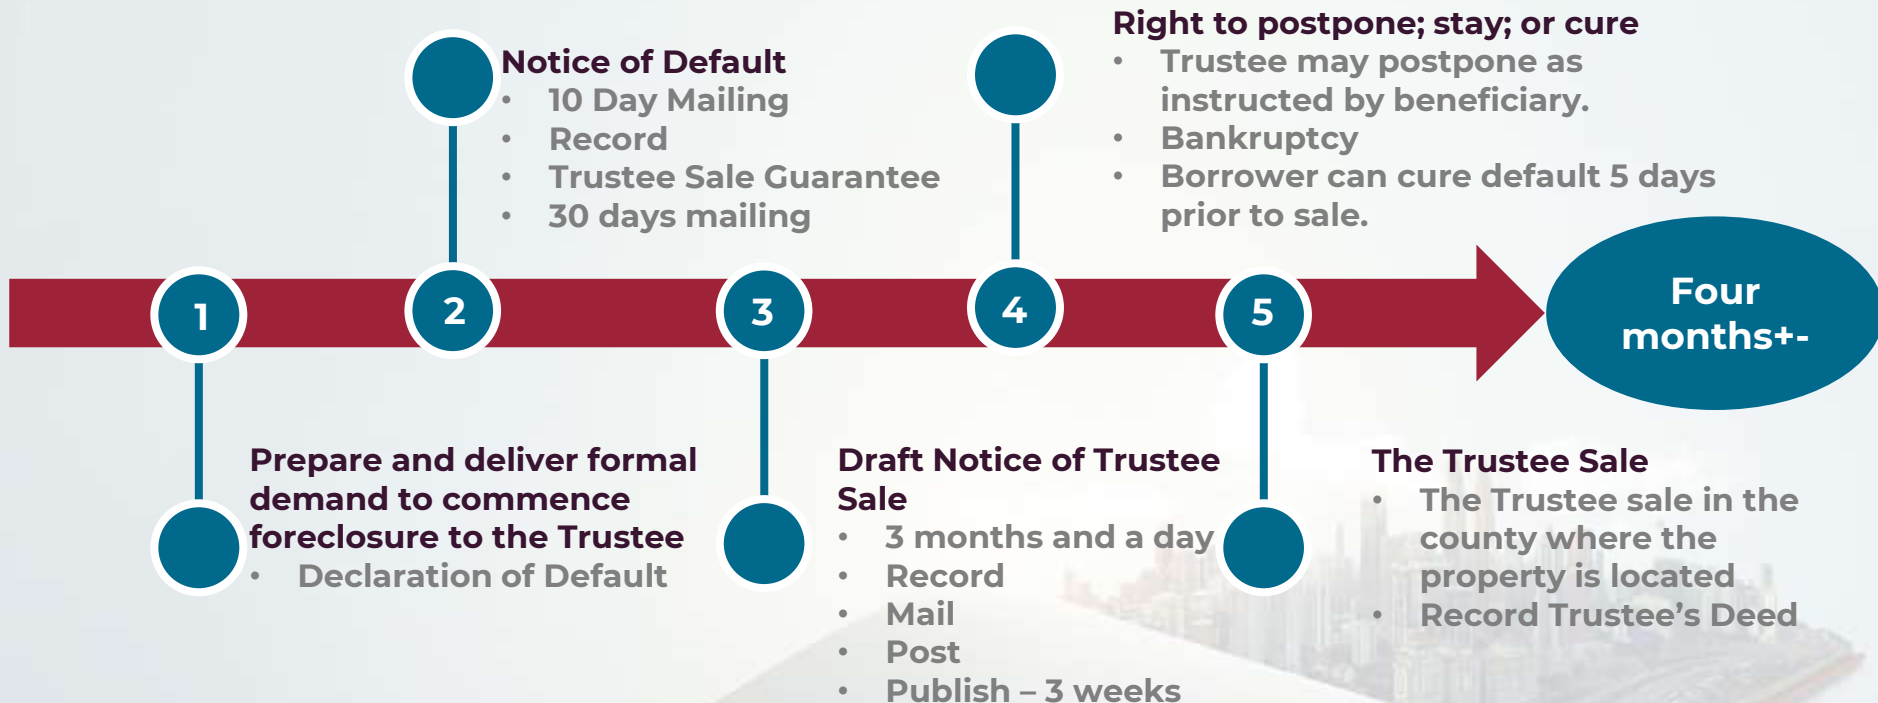 Notice of Default
• 10 Day Mailing
• Record
• Trustee Sale Guarantee
• 30 days mailing
Right to postpone; stay; or cure
• Trustee may postpone as
instructed by beneficiary.
• Bankruptcy
• Borrower can cure default 5 days
prior to sale.
1
2
3
4
5
Four
months+-
Prepare and deliver formal
demand to commence
foreclosure to the Trustee
• Declaration of Default
Draft Notice of Trustee
Sale
• 3 months and a day
• Record
• Mail
• Post
• Publish – 3 weeks
The Trustee Sale
• The Trustee sale in the
county where the
property is located
• Record Trustee’s Deed